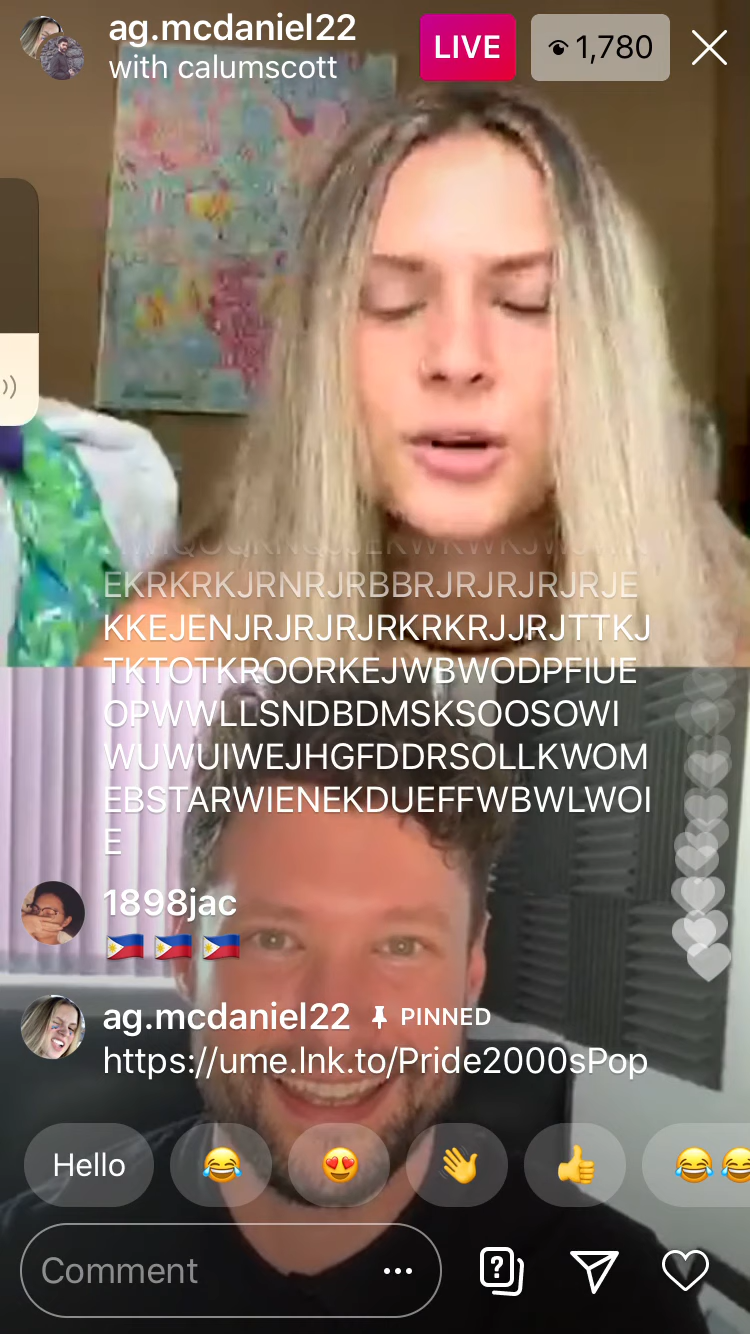 ag.mcdaniel22
with calumscott
LIVE
1,780
EKRKRKJRNRJRBBRJRJRJRJRJE
KKEJENJRJRJRJRKRKRJJRJTTKJ
TKTOTKROORKEJWBWODPFIUE
OPWWLLSNDBDMSKSOOSOWI
WUWUIWEJHGFDDRSOLLKWOM
EBSTARWIENEKDUEFFWBWLWOI
E
1898jac
🇵🇭 🇵🇭 🇵🇭
ag.mcdaniel22 PINNED
https://ume.lnk.to/Pride2000sPop
Hello 😂 😍 👋 👍 😂😂
Comment